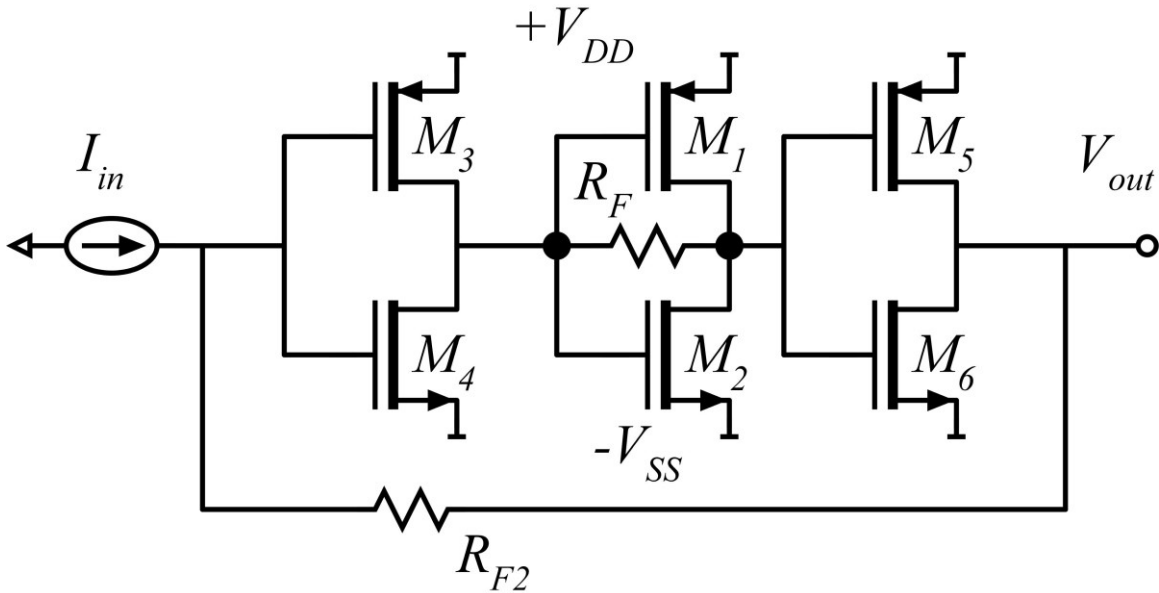 +V_DD
M_3
M_1
M_5
I_in
R_F
V_out
M_4
M_2
M_6
-V_SS
R_F2